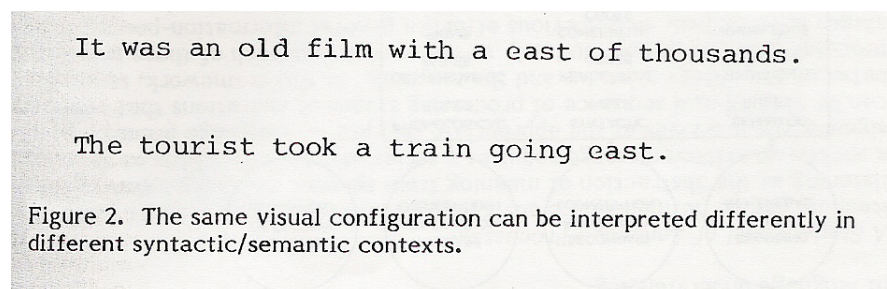 It was an old film with a cast of thousands.
The tourist took a train going east.
Figure 2. The same visual configuration can be interpreted differently in
different syntactic/semantic contexts.